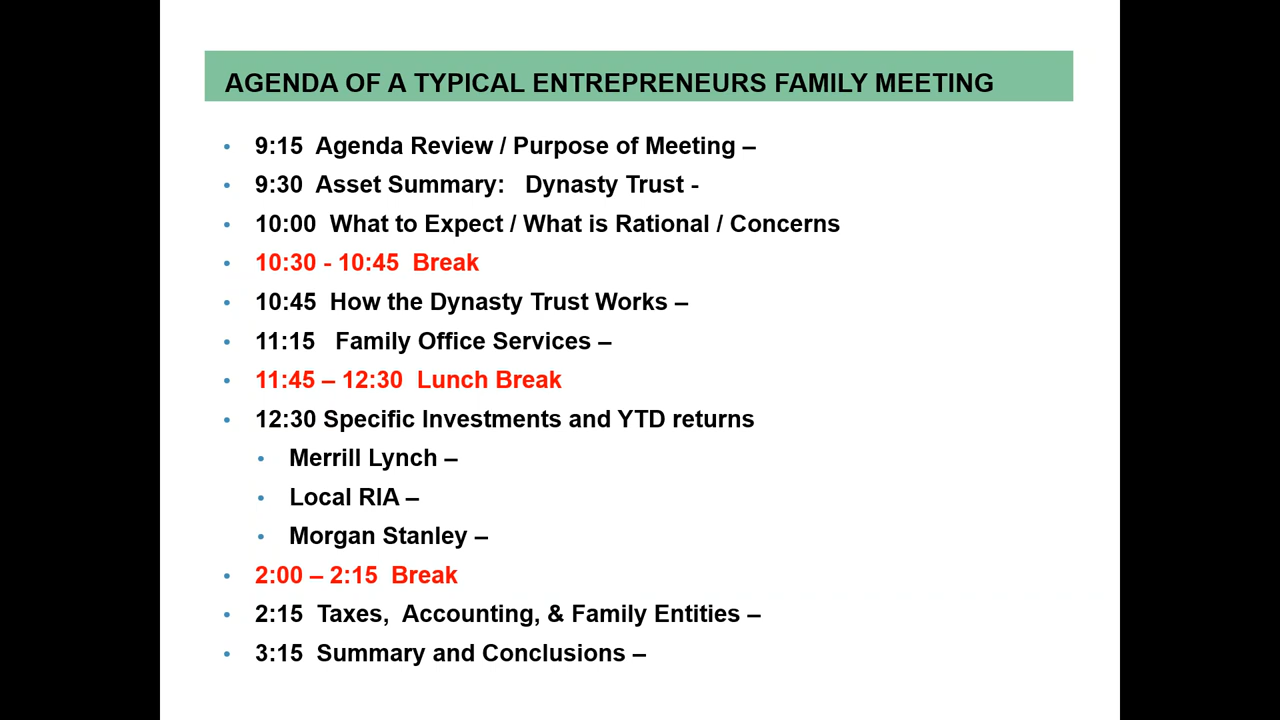 AGENDA OF A TYPICAL ENTREPRENEURS FAMILY MEETING
• 9:15 Agenda Review / Purpose of Meeting –
• 9:30 Asset Summary: Dynasty Trust -
• 10:00 What to Expect / What is Rational / Concerns
• 10:30 - 10:45 Break
• 10:45 How the Dynasty Trust Works –
• 11:15 Family Office Services –
• 11:45 – 12:30 Lunch Break
• 12:30 Specific Investments and YTD returns
• Merrill Lynch –
• Local RIA –
• Morgan Stanley –
• 2:00 – 2:15 Break
• 2:15 Taxes, Accounting, & Family Entities –
• 3:15 Summary and Conclusions –